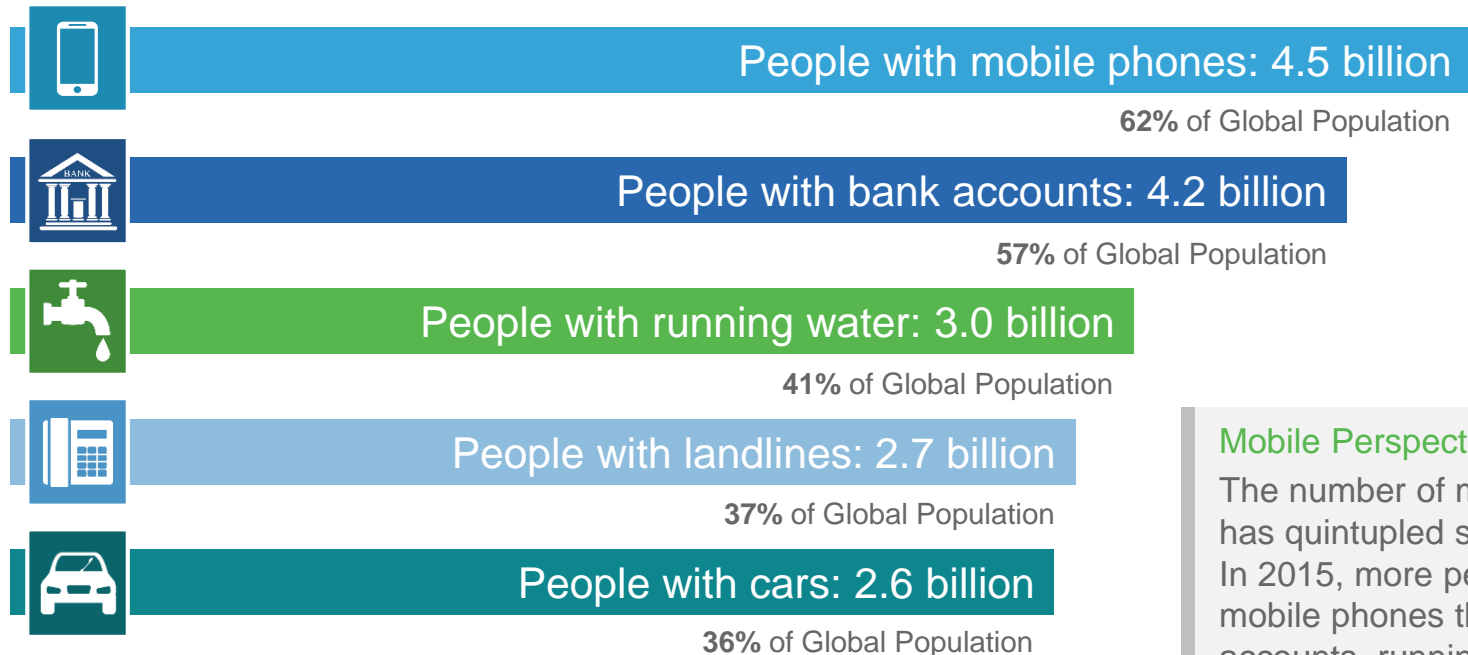 People with mobile phones: 4.5 billion
62% of Global Population
BANK
People with bank accounts: 4.2 billion
57% of Global Population
People with running water: 3.0 billion
41% of Global Population
People with landlines: 2.7 billion
37% of Global Population
People with cars: 2.6 billion
36% of Global Population
Mobile
The number of
has quintupled
In 2015, more
mobile phones
accounts, running